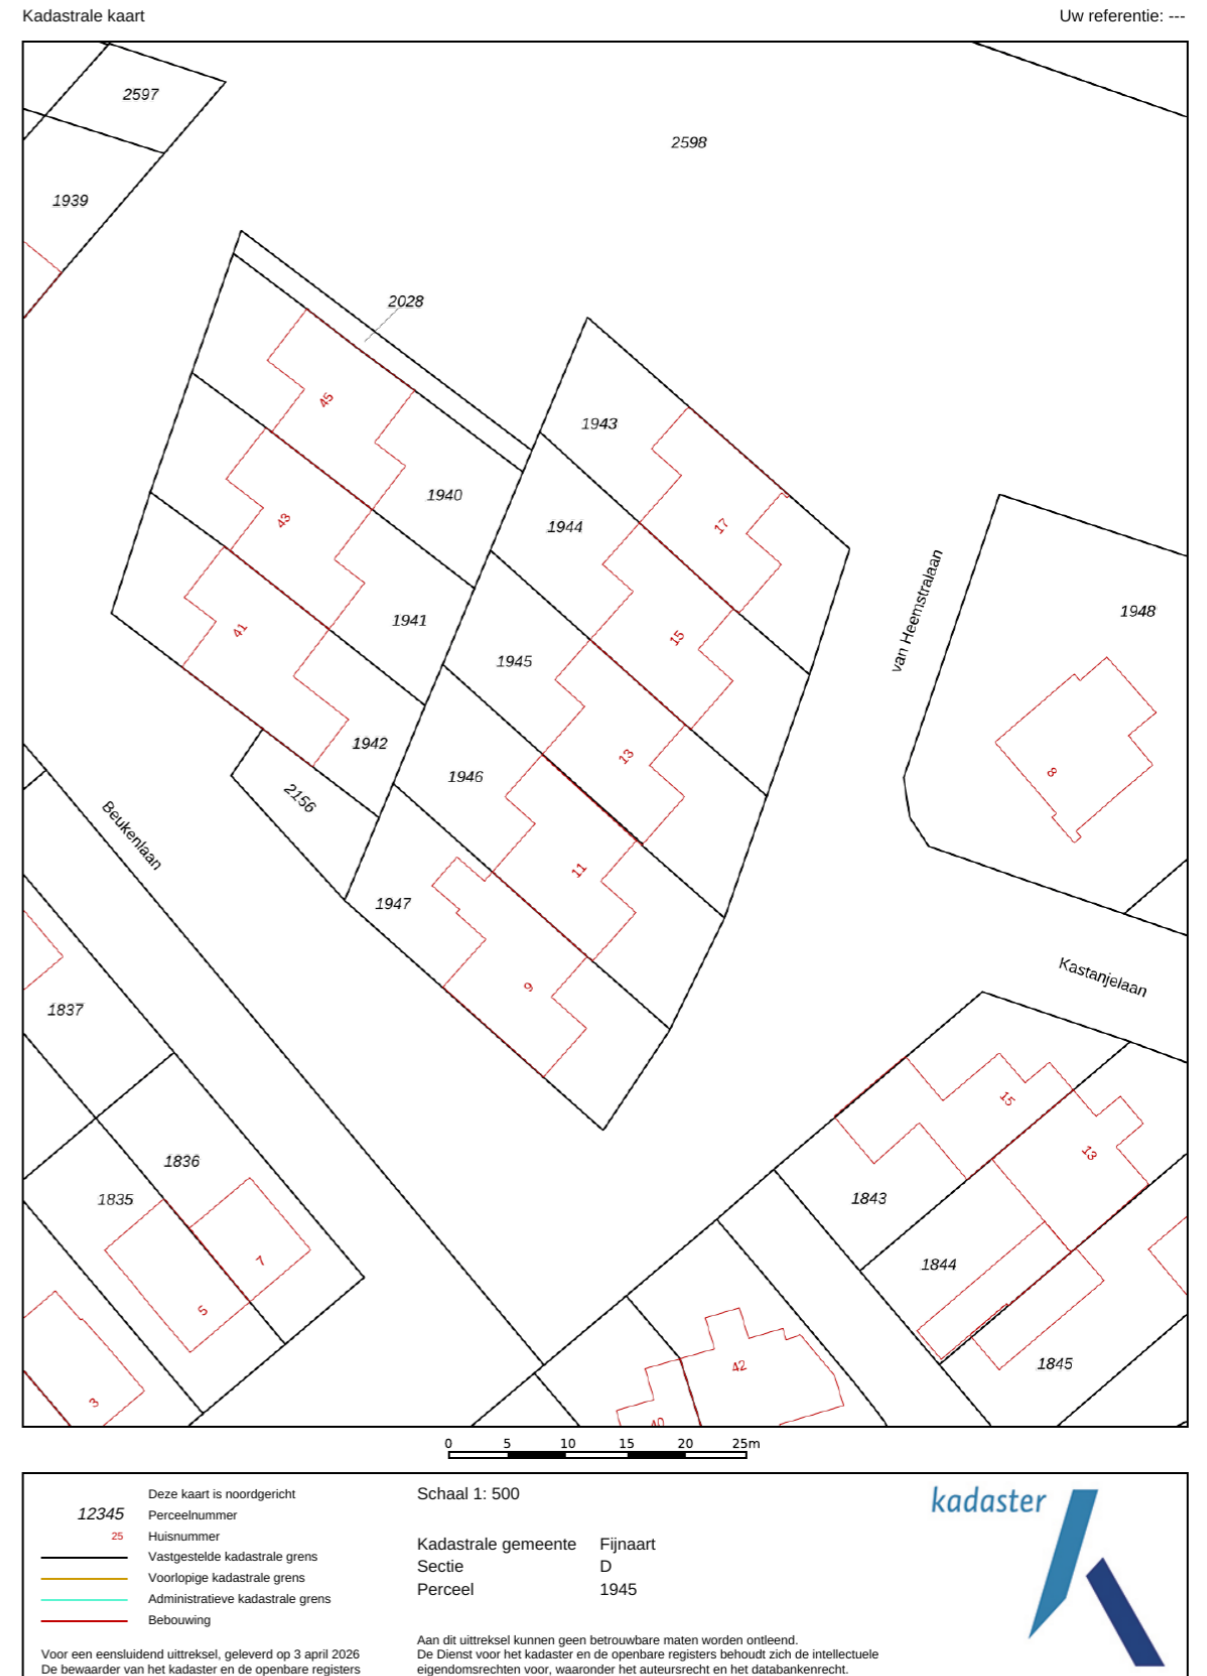 Kadastrale kaart
Uw referentie: ---
2597
2598
1939
2028
45
1943
1940
43
1944
17
1941
41
15
1948
van Heemstralaan
1945
1942
13
8
1946
2156
Beukenlaan
11
1947
9
Kastanjelaan
1837
15
13
1836
1835
1843
7
1844
5
42
1845
3
40
0 5 10 15 20 25m
Deze kaart is noordgericht
12345 Perceelnummer
25 Huisnummer
Vastgestelde kadastrale grens
Voorlopige kadastrale grens
Administratieve kadastrale grens
Bebouwing
Voor een eensluidend uittreksel, geleverd op 3 april 2026
De bewaarder van het kadaster en de openbare registers
Schaal 1: 500
Kadastrale gemeente Fijnaart
Sectie D
Perceel 1945
Aan dit uittreksel kunnen geen betrouwbare maten worden ontleend.
De Dienst voor het kadaster en de openbare registers behoudt zich de intellectuele
eigendomsrechten voor, waaronder het auteursrecht en het databankenrecht.
kadaster